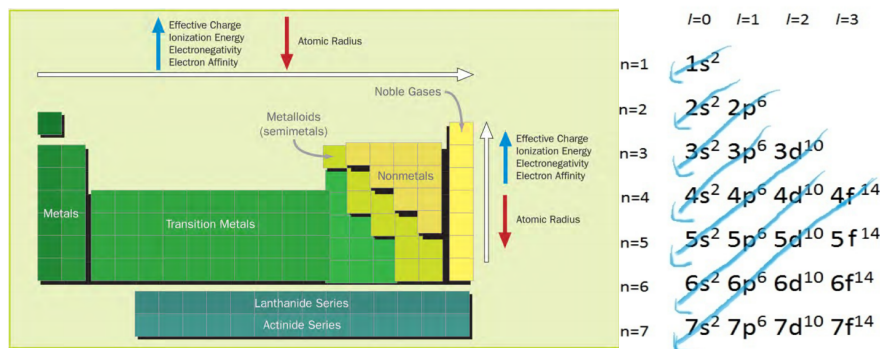 Effective Charge
Ionization Energy
Electronegativity
Electron Affinity
Atomic Radius
Noble Gases
Metalloids
(semimetals)
Nonmetals
Metals
Transition Metals
Effective Charge
Ionization Energy
Electronegativity
Electron Affinity
Atomic Radius
Lanthanide Series
Actinide Series
l=0 l=1 l=2 l=3
n=1 1s²
n=2 2s² 2p⁶
n=3 3s² 3p⁶ 3d¹⁰
n=4 4s² 4p⁶ 4d¹⁰ 4f¹⁴
n=5 5s² 5p⁶ 5d¹⁰ 5f¹⁴
n=6 6s² 6p⁶ 6d¹⁰ 6f¹⁴
n=7 7s² 7p⁶ 7d¹⁰ 7f¹⁴